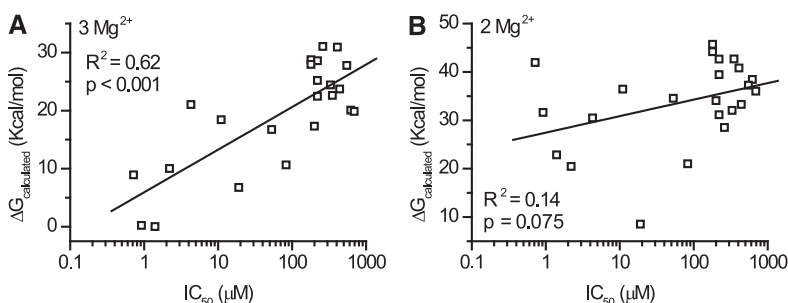 A
3 Mg²⁺
R² = 0.62
p < 0.001
ΔG_calculated (Kcal/mol)
30
20
10
0
0.1 1 10 100 1000
IC₅₀ (μM)
B
2 Mg²⁺
R² = 0.14
p = 0.075
ΔG_calculated (Kcal/mol)
50
40
30
20
10
0.1 1 10 100 1000
IC₅₀ (μM)